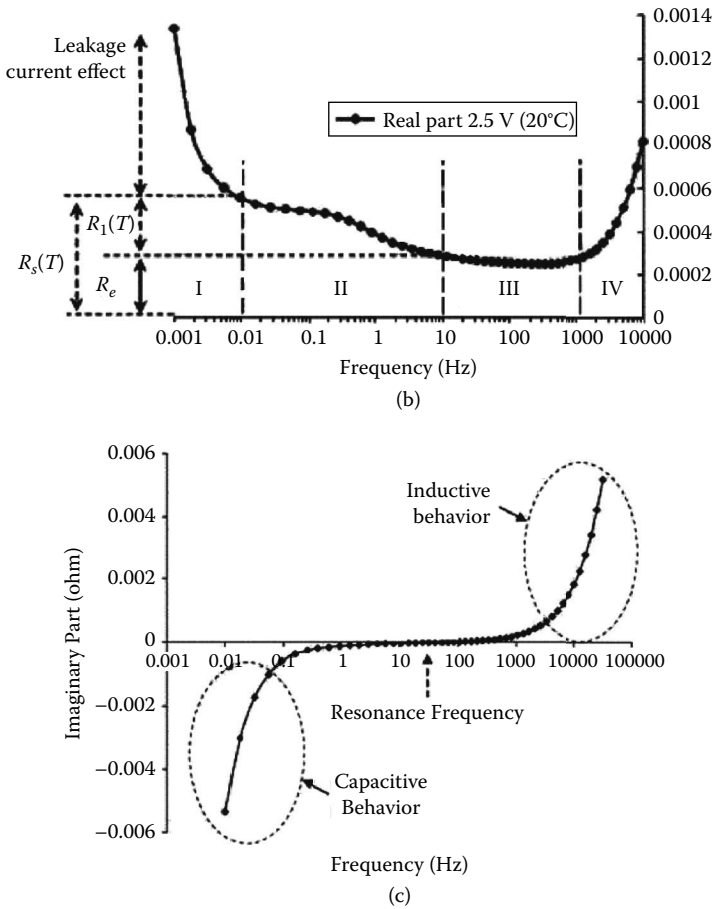 Leakage
current effect
R1(T)
Rs(T)
Re
Real part 2.5 V (20°C)
I
II
III
IV
0.0014
0.0012
0.001
0.0008
0.0006
0.0004
0.0002
0
0.001
0.01
0.1
1
10
100
1000
10000
Frequency (Hz)
(b)
0.006
0.004
0.002
0
−0.002
−0.004
−0.006
Imaginary Part (ohm)
Inductive
behavior
0.001
0.01
0.1
1
10
100
1000
10000
100000
Resonance Frequency
Capacitive
Behavior
Frequency (Hz)
(c)